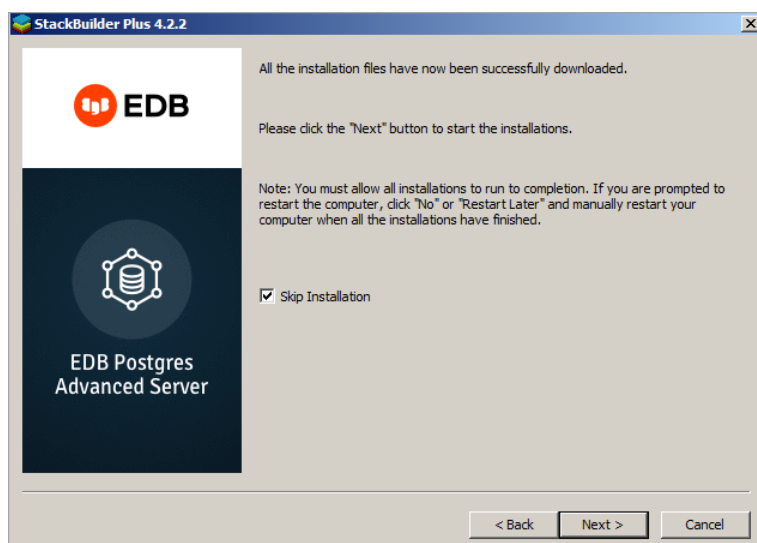 StackBuilder Plus 4.2.2
EDB
All the installation files have now been successfully downloaded.
Please click the "Next" button to start the installations.
Note: You must allow all installations to run to completion. If you are prompted to
restart the computer, click "No" or "Restart Later" and manually restart your
computer when all the installations have finished.
Skip Installation
EDB Postgres
Advanced Server
< Back
Next >
Cancel